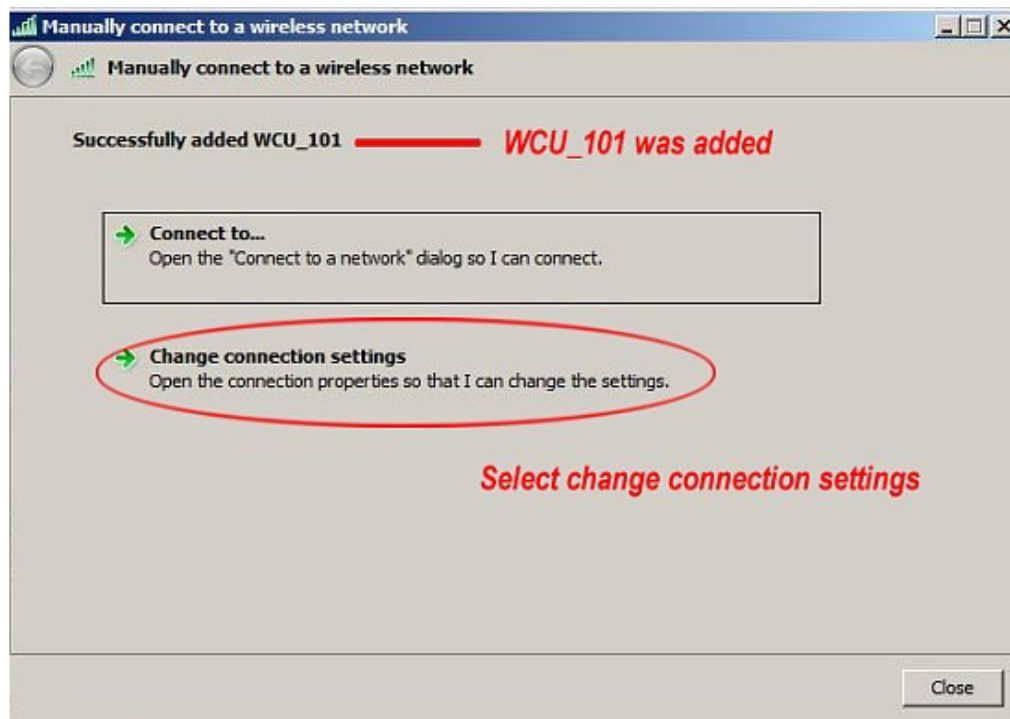 Manually connect to a wireless network
Manually connect to a wireless network
Successfully added WCU_101 WCU_101 was added
Connect to...
Open the "Connect to a network" dialog so I can connect.
Change connection settings
Open the connection properties so that I can change the settings.
Select change connection settings
Close